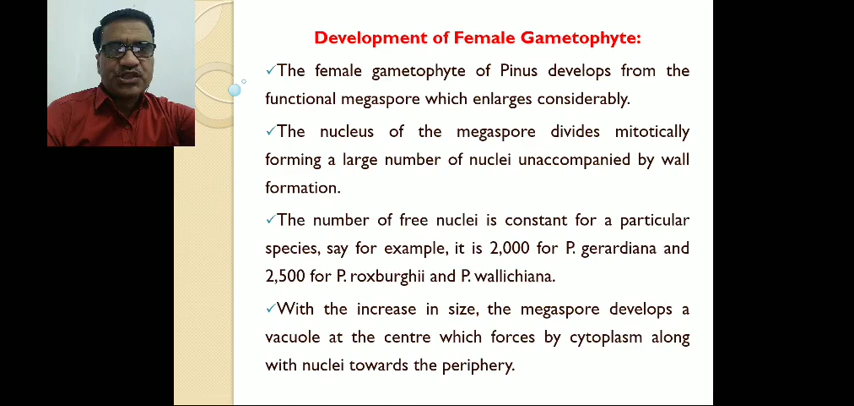 Development of Female Gametophyte:
✓The female gametophyte of Pinus develops from the
functional megaspore which enlarges considerably.
✓The nucleus of the megaspore divides mitotically
forming a large number of nuclei unaccompanied by wall
formation.
✓The number of free nuclei is constant for a particular
species, say for example, it is 2,000 for P. gerardiana and
2,500 for P. roxburghii and P. wallichiana.
✓With the increase in size, the megaspore develops a
vacuole at the centre which forces by cytoplasm along
with nuclei towards the periphery.